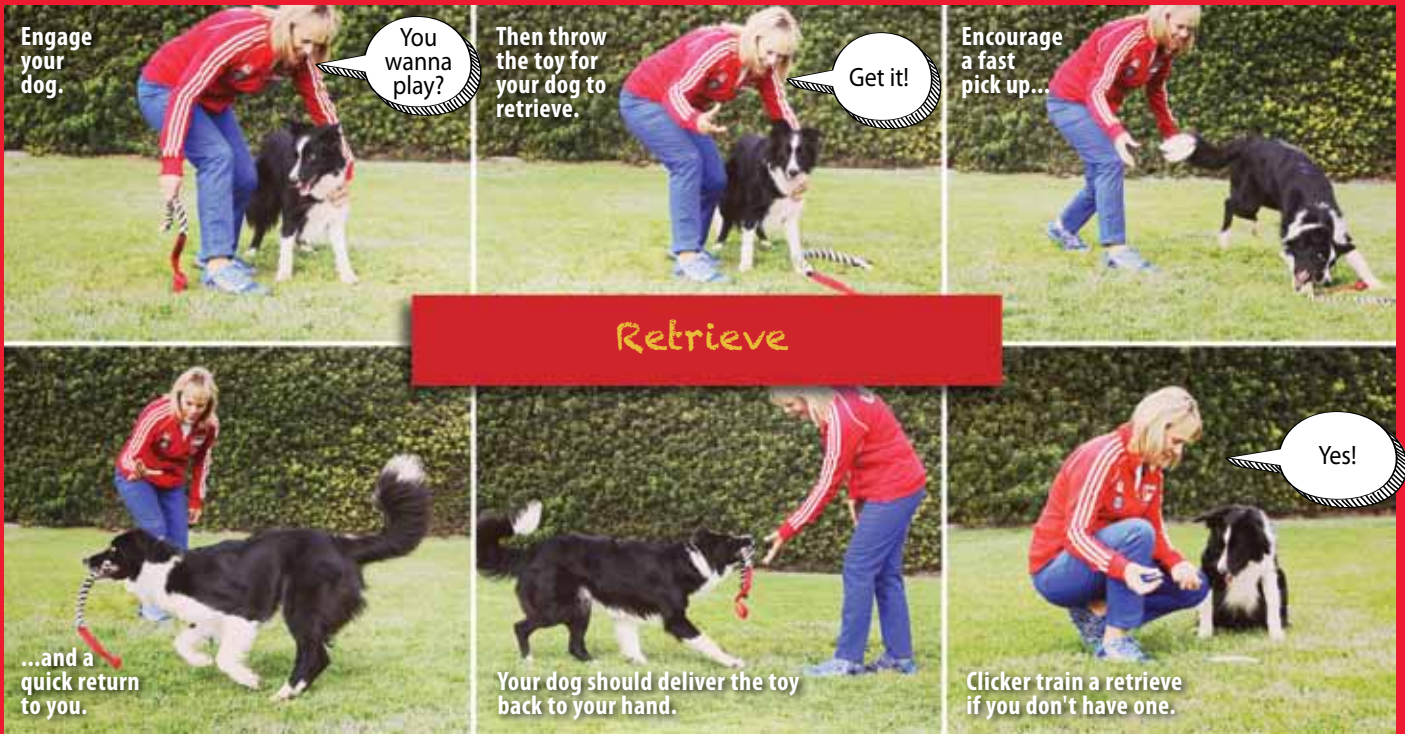 Engage
your
dog.
You
wanna
play?
Then throw
the toy for
your dog to
retrieve.
Get it!
Encourage
a fast
pick up...
Retrieve
...and a
quick return
to you.
Your dog should deliver the toy
back to your hand.
Clicker train a retrieve
if you don't have one.
Yes!